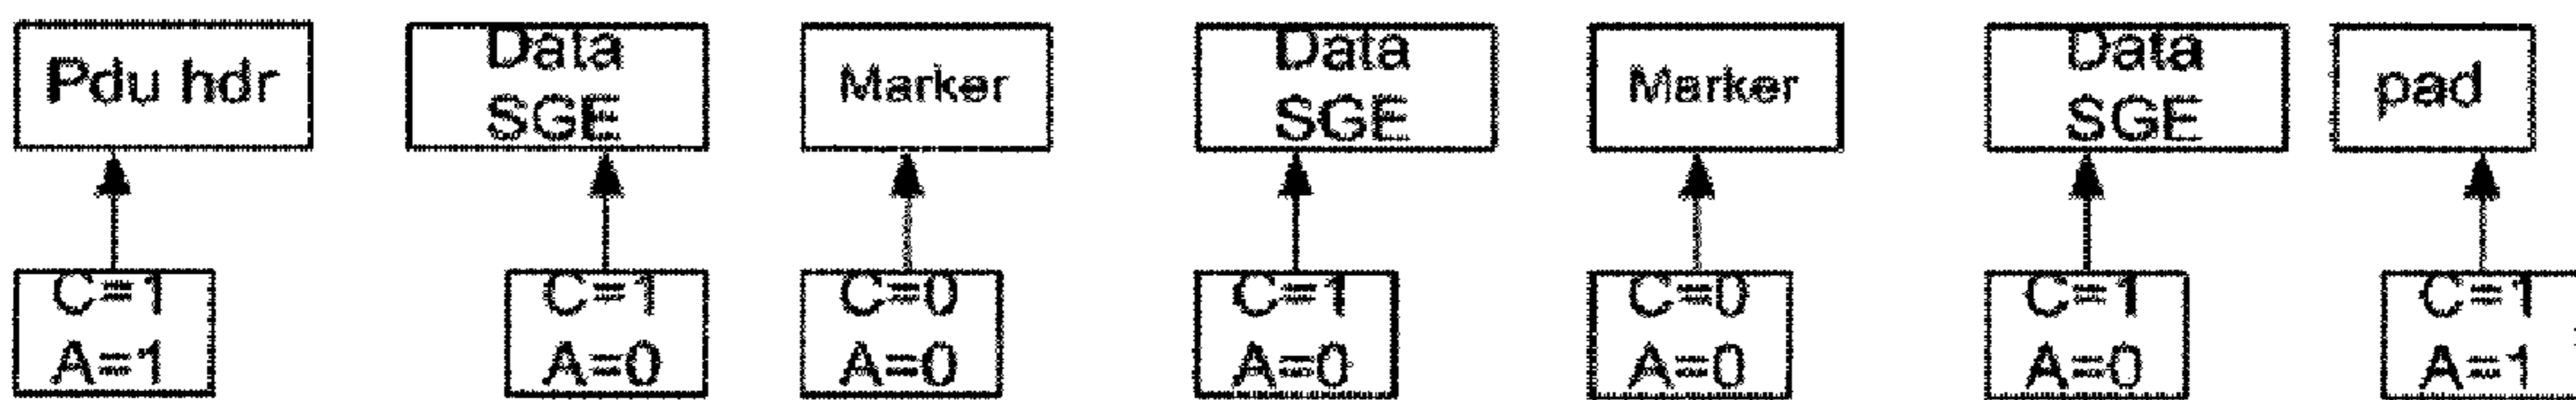 Pdu hdr
Data
SGE
Marker
Data
SGE
Marker
Data
SGE
pad
C=1
A=1
C=1
A=0
C=0
A=0
C=1
A=0
C=0
A=0
C=1
A=0
C=1
A=1